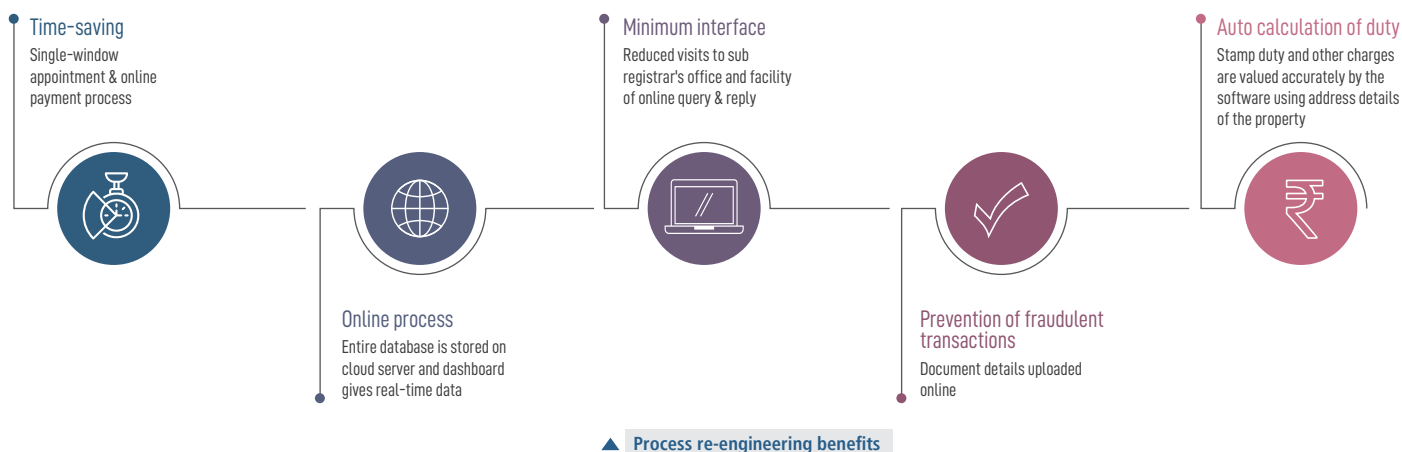 Time-saving
Single-window
appointment & online
payment process
Online process
Entire database is stored on
cloud server and dashboard
gives real-time data
Minimum interface
Reduced visits to sub
registrar's office and facility
of online query & reply
Prevention of fraudulent
transactions
Document details uploaded
online
Auto calculation of duty
Stamp duty and other charges
are valued accurately by the
software using address details
of the property
₹
Process re-engineering benefits